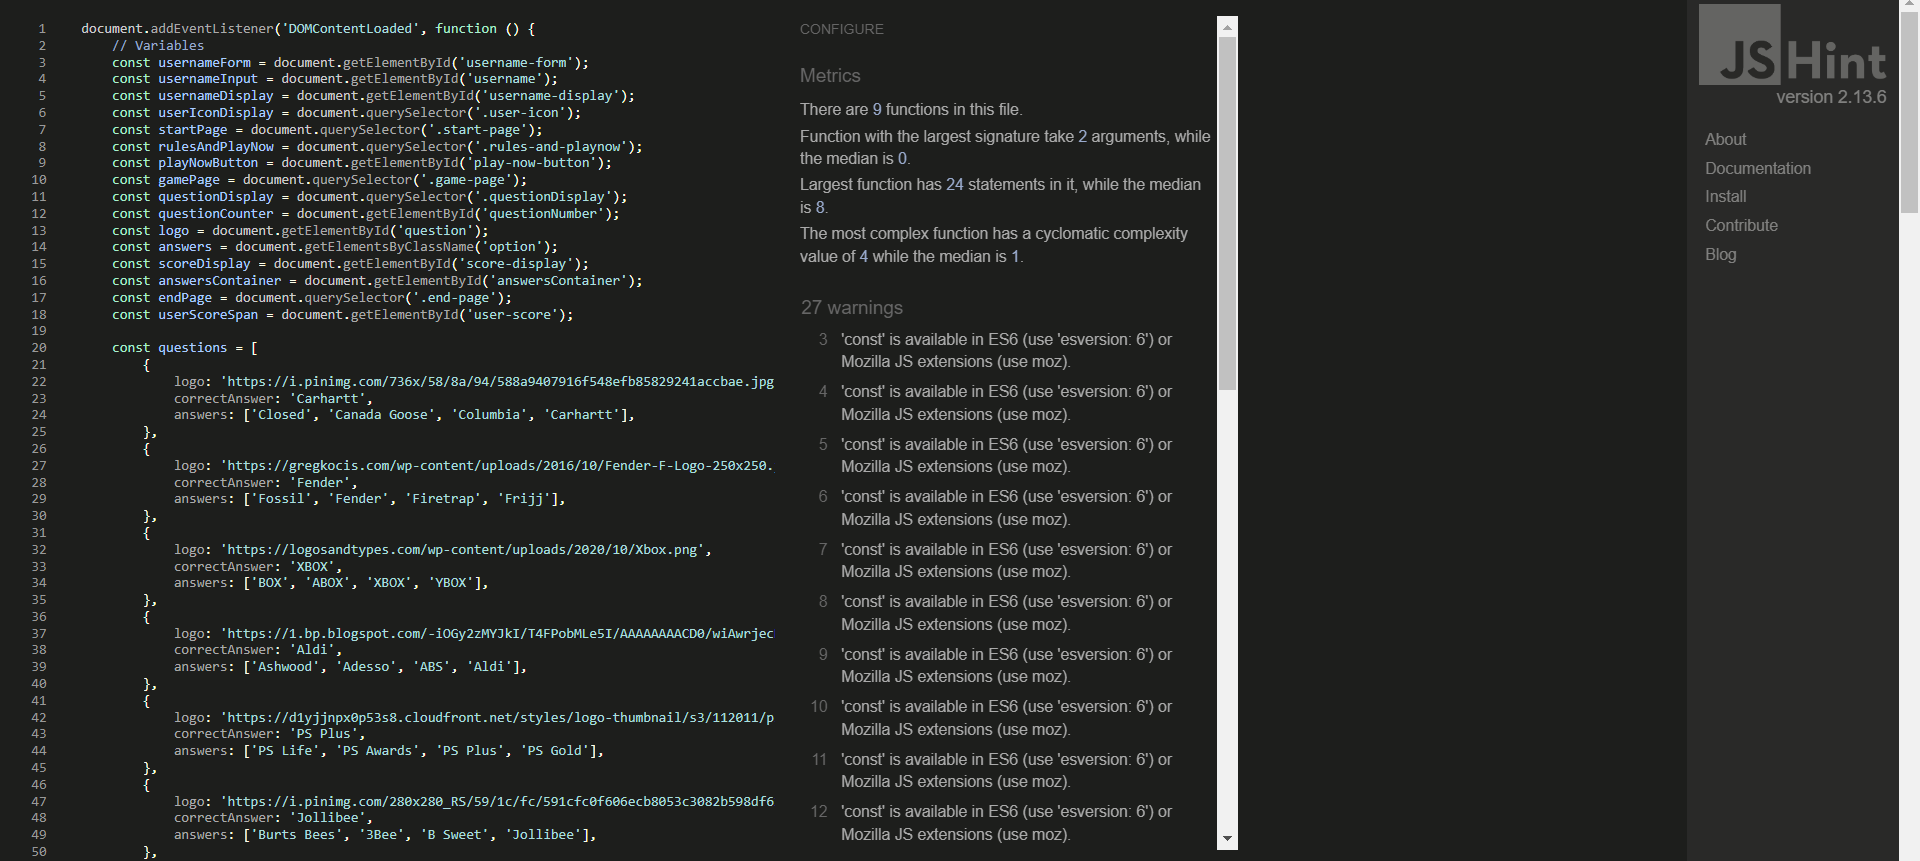 1 document.addEventListener('DOMContentLoaded', function () {
2 // Variables
3 const usernameForm = document.getElementById('username-form');
4 const usernameInput = document.getElementById('username');
5 const usernameDisplay = document.getElementById('username-display');
6 const userIconDisplay = document.querySelector('.user-icon');
7 const startPage = document.querySelector('.start-page');
8 const rulesAndPlayNow = document.querySelector('.rules-and-playnow');
9 const playNowButton = document.getElementById('play-now-button');
10 const gamePage = document.querySelector('.game-page');
11 const questionDisplay = document.querySelector('.questionDisplay');
12 const questionCounter = document.getElementById('questionNumber');
13 const logo = document.getElementById('question');
14 const answers = document.getElementsByClassName('option');
15 const scoreDisplay = document.getElementById('score-display');
16 const answersContainer = document.getElementById('answersContainer');
17 const endPage = document.querySelector('.end-page');
18 const userScoreSpan = document.getElementById('user-score');
19
20 const questions = [
21 {
22 logo: 'https://i.pinimg.com/736x/58/8a/94/588a9407916f548efb85829241accbae.jpg
23 correctAnswer: 'Carhartt',
24 answers: ['Closed', 'Canada Goose', 'Columbia', 'Carhartt'],
25 },
26 {
27 logo: 'https://gregkocis.com/wp-content/uploads/2016/10/Fender-F-Logo-250x250.
28 correctAnswer: 'Fender',
29 answers: ['Fossil', 'Fender', 'Firetrap', 'Frijj'],
30 },
31 {
32 logo: 'https://logosandtypes.com/wp-content/uploads/2020/10/Xbox.png',
33 correctAnswer: 'XBOX',
34 answers: ['BOX', 'ABOX', 'XBOX', 'YBOX'],
35 },
36 {
37 logo: 'https://1.bp.blogspot.com/-iOGy2zMYJkI/T4FPobMLe5I/AAAAAAAACD0/wiAwrjec
38 correctAnswer: 'Aldi',
39 answers: ['Ashwood', 'Adesso', 'ABS', 'Aldi'],
40 },
41 {
42 logo: 'https://d1yjjnpx0p53s8.cloudfront.net/styles/logo-thumbnail/s3/112011/p
43 correctAnswer: 'PS Plus',
44 answers: ['PS Life', 'PS Awards', 'PS Plus', 'PS Gold'],
45 },
46 {
47 logo: 'https://i.pinimg.com/280x280_RS/59/1c/fc/591cfc0f606ecb8053c3082b598df6
48 correctAnswer: 'Jollibee',
49 answers: ['Burts Bees', '3Bee', 'B Sweet', 'Jollibee'],
50 },
CONFIGURE
Metrics
There are 9 functions in this file.
Function with the largest signature take 2 arguments, while
the median is 0.
Largest function has 24 statements in it, while the median
is 8.
The most complex function has a cyclomatic complexity
value of 4 while the median is 1.
27 warnings
3 'const' is available in ES6 (use 'esversion: 6') or
Mozilla JS extensions (use moz).
4 'const' is available in ES6 (use 'esversion: 6') or
Mozilla JS extensions (use moz).
5 'const' is available in ES6 (use 'esversion: 6') or
Mozilla JS extensions (use moz).
6 'const' is available in ES6 (use 'esversion: 6') or
Mozilla JS extensions (use moz).
7 'const' is available in ES6 (use 'esversion: 6') or
Mozilla JS extensions (use moz).
8 'const' is available in ES6 (use 'esversion: 6') or
Mozilla JS extensions (use moz).
9 'const' is available in ES6 (use 'esversion: 6') or
Mozilla JS extensions (use moz).
10 'const' is available in ES6 (use 'esversion: 6') or
Mozilla JS extensions (use moz).
11 'const' is available in ES6 (use 'esversion: 6') or
Mozilla JS extensions (use moz).
12 'const' is available in ES6 (use 'esversion: 6') or
Mozilla JS extensions (use moz).
JSHint
version 2.13.6
About
Documentation
Install
Contribute
Blog